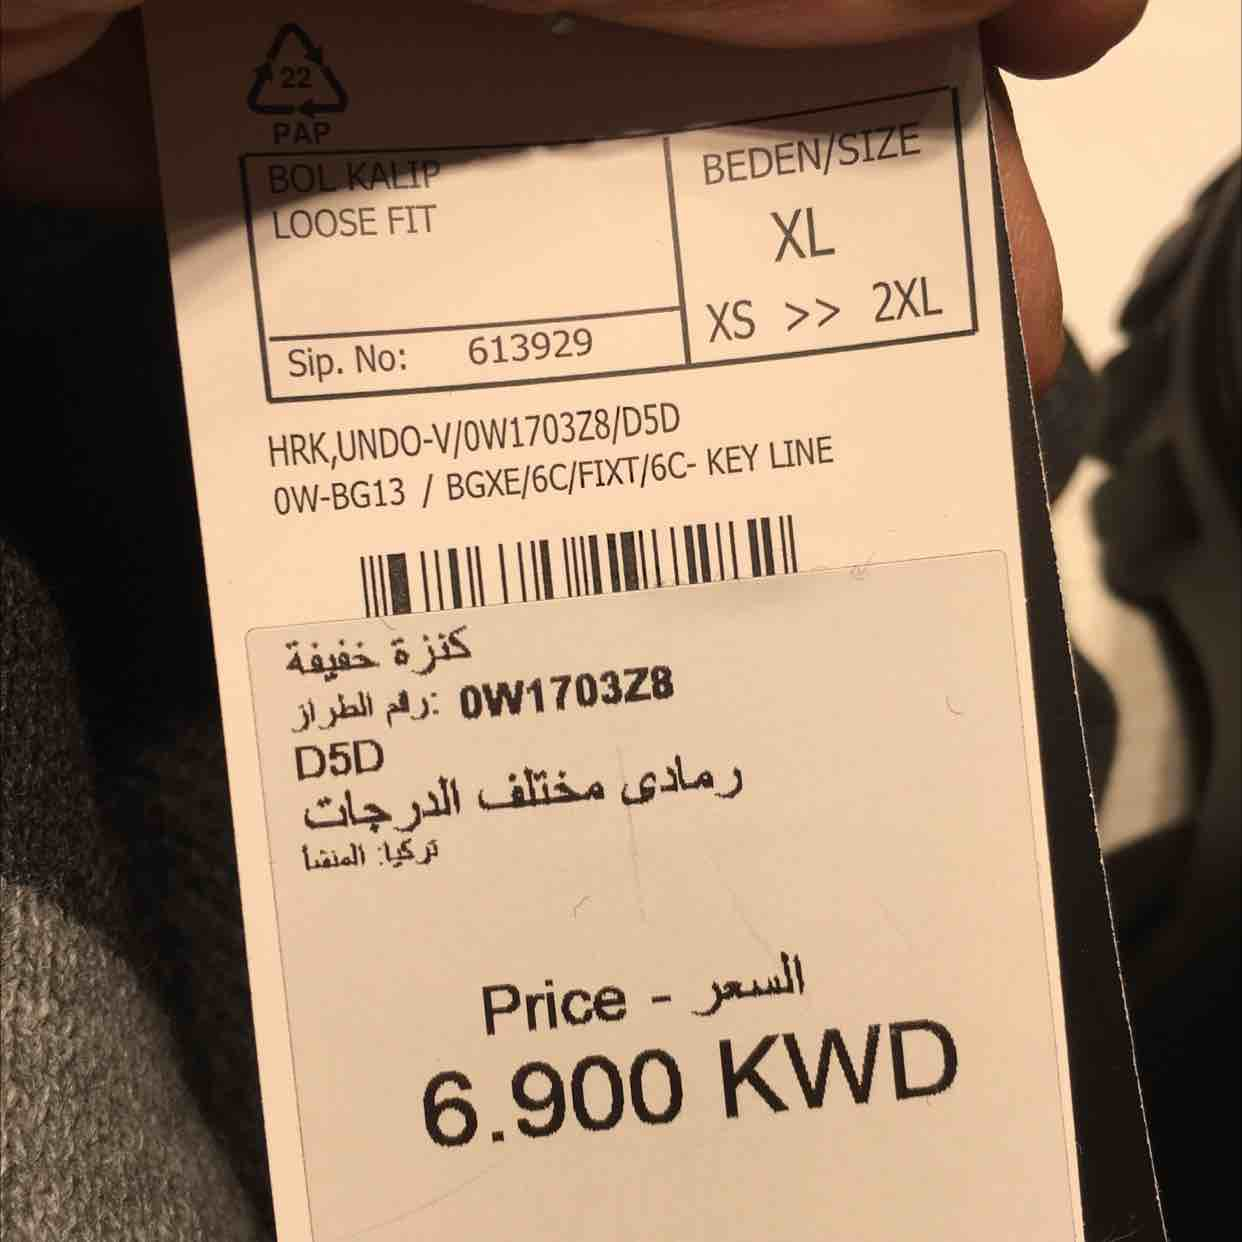 22
PAP
BOL KALIP
LOOSE FIT
Sip. No: 613929
BEDEN/SIZE
XL
XS >> 2XL
HRK,UNDO-V/0W1703Z8/D5D
0W-BG13 / BGXE/6C/FIXT/6C- KEY LINE
كنزة خفيفة
رقم الطراز: 0W1703Z8
D5D
رمادى مختلف الدرجات
تركيا: المنشأ
Price - السعر
6.900 KWD